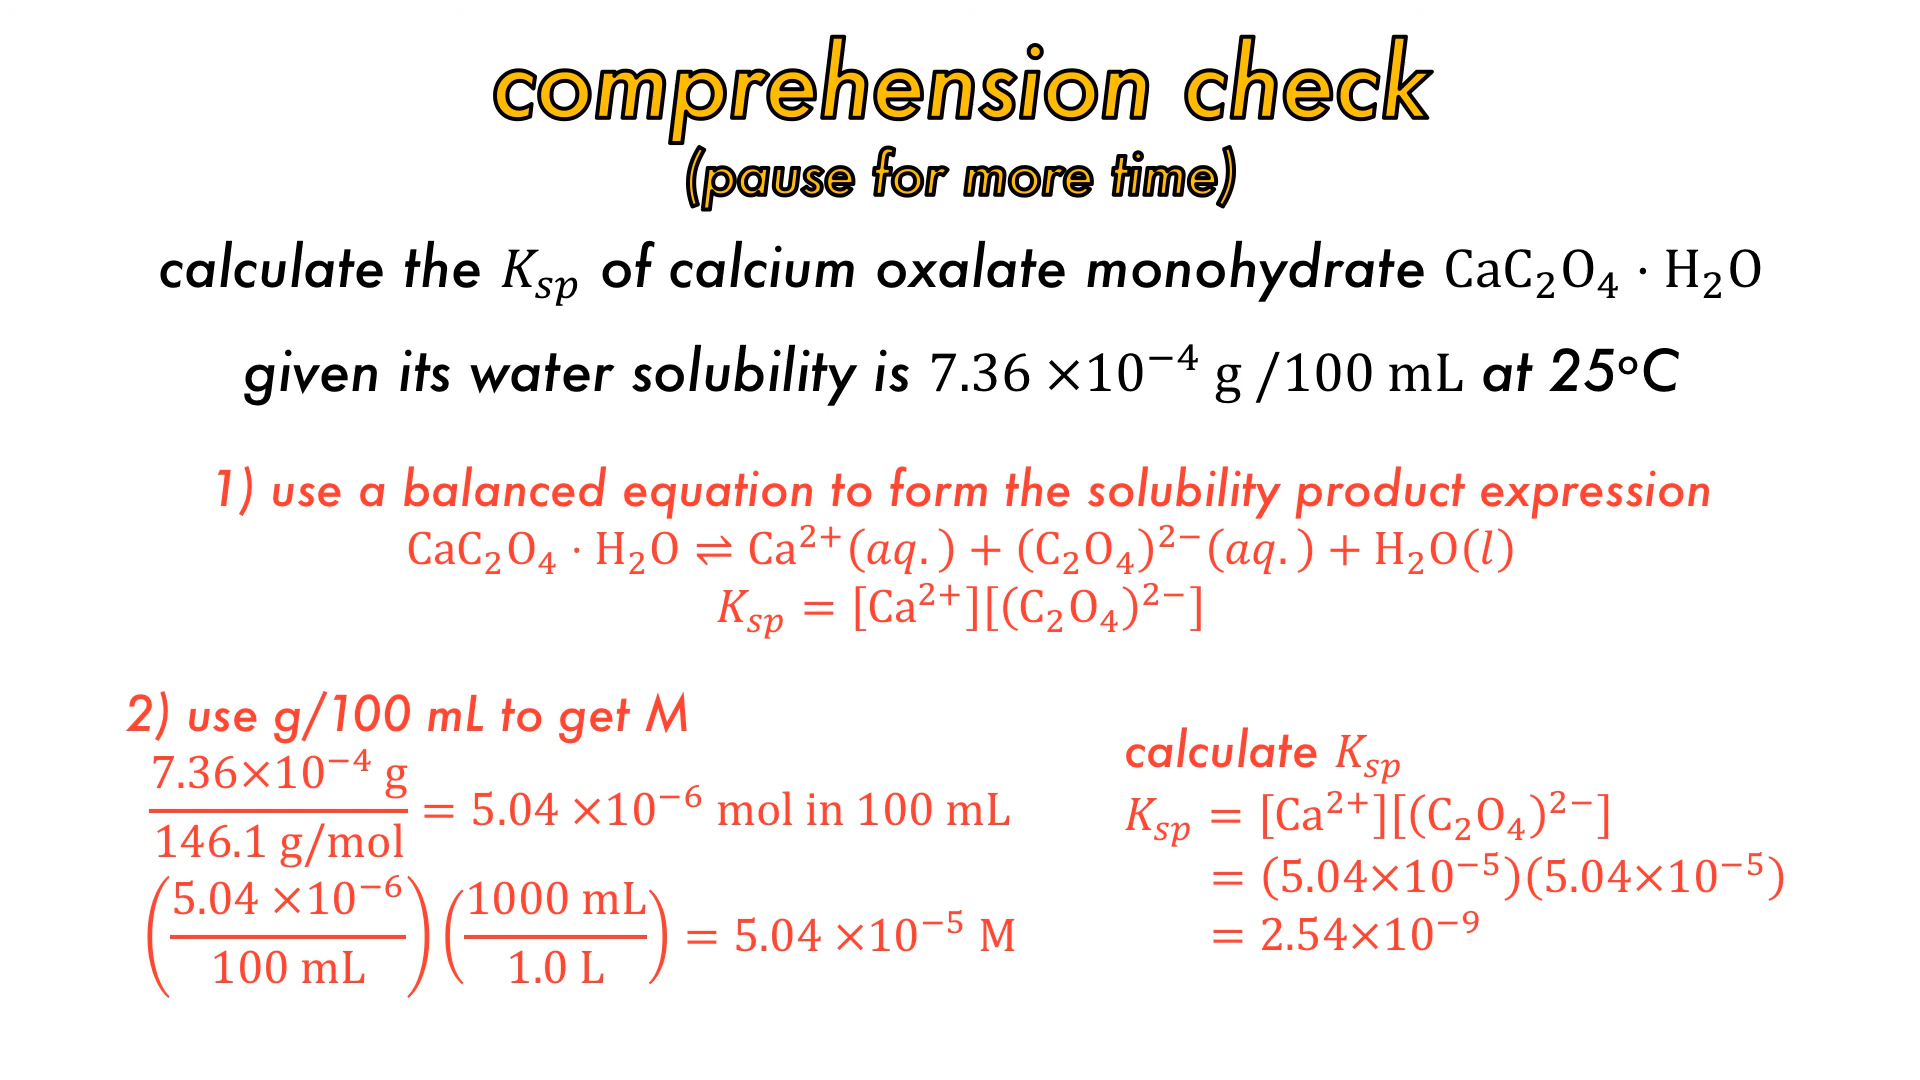 comprehension check
(pause for more time)
calculate the Kₛₚ of calcium oxalate monohydrate CaC₂O₄ · H₂O
given its water solubility is 7.36 ×10⁻⁴ g /100 mL at 25°C
1) use a balanced equation to form the solubility product expression
CaC₂O₄ · H₂O ⇌ Ca²⁺(aq.) + (C₂O₄)²⁻(aq.) + H₂O(l)
Kₛₚ = [Ca²⁺][(C₂O₄)²⁻]
2) use g/100 mL to get M
7.36×10⁻⁴ g / 146.1 g/mol = 5.04 ×10⁻⁶ mol in 100 mL
(5.04 ×10⁻⁶ / 100 mL) (1000 mL / 1.0 L) = 5.04 ×10⁻⁵ M
calculate Kₛₚ
Kₛₚ = [Ca²⁺][(C₂O₄)²⁻]
= (5.04×10⁻⁵)(5.04×10⁻⁵)
= 2.54×10⁻⁹